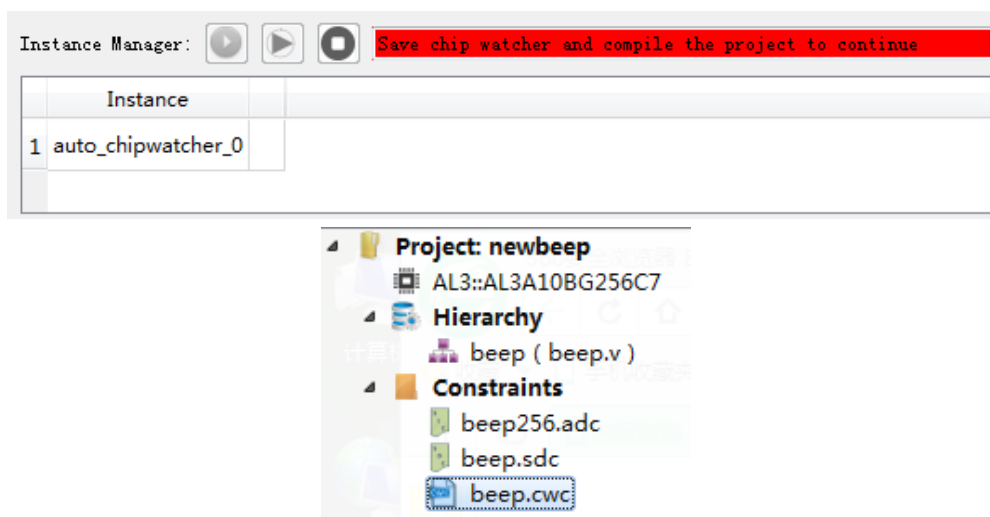 Instance Manager:
Save chip watcher and compile the project to continue
Instance
1 auto_chipwatcher_0
Project: newbeep
AL3::AL3A10BG256C7
Hierarchy
beep ( beep.v )
Constraints
beep256.adc
beep.sdc
beep.cwc